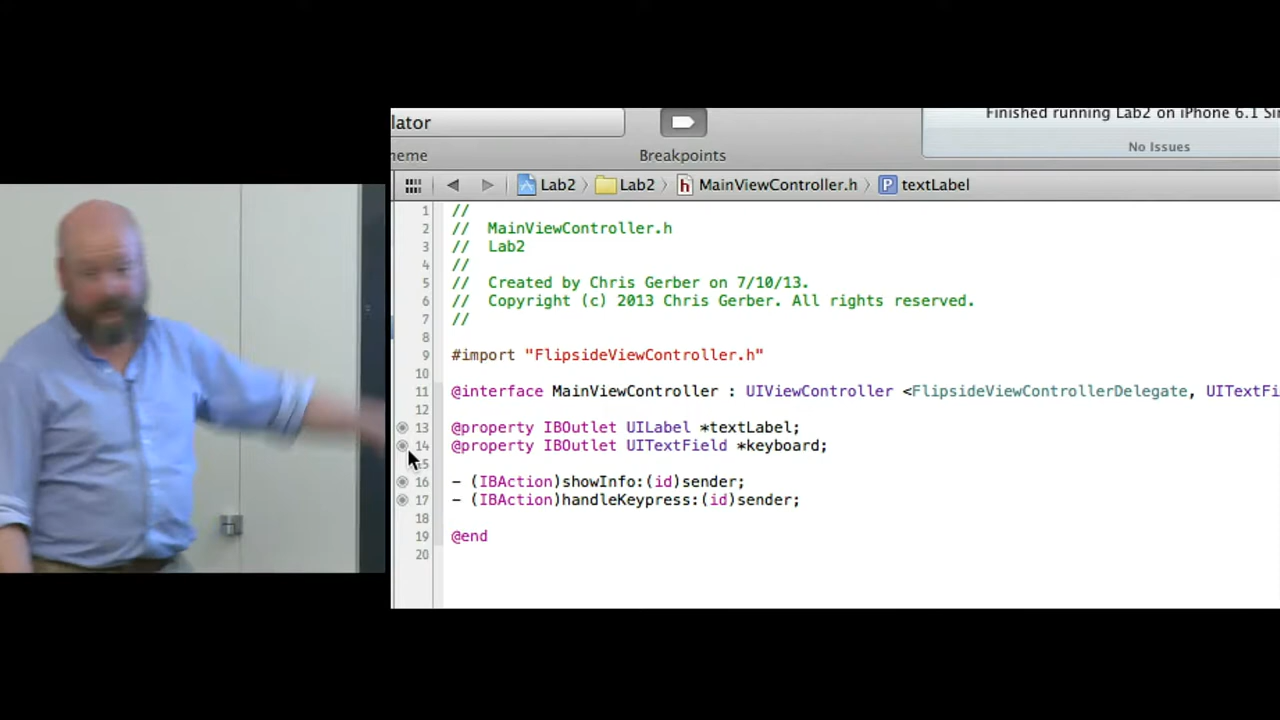 lator
Finished running Lab2 on iPhone 6.1 Si
No Issues
heme
Breakpoints
Lab2
Lab2
MainViewController.h
textLabel
1 //
2 // MainViewController.h
3 // Lab2
4 //
5 // Created by Chris Gerber on 7/10/13.
6 // Copyright (c) 2013 Chris Gerber. All rights reserved.
7 //
8
9 #import "FlipsideViewController.h"
10
11 @interface MainViewController : UIViewController <FlipsideViewControllerDelegate, UITextFi
12
13 @property IBOutlet UILabel *textLabel;
14 @property IBOutlet UITextField *keyboard;
15
16 - (IBAction)showInfo:(id)sender;
17 - (IBAction)handleKeypress:(id)sender;
18
19 @end
20